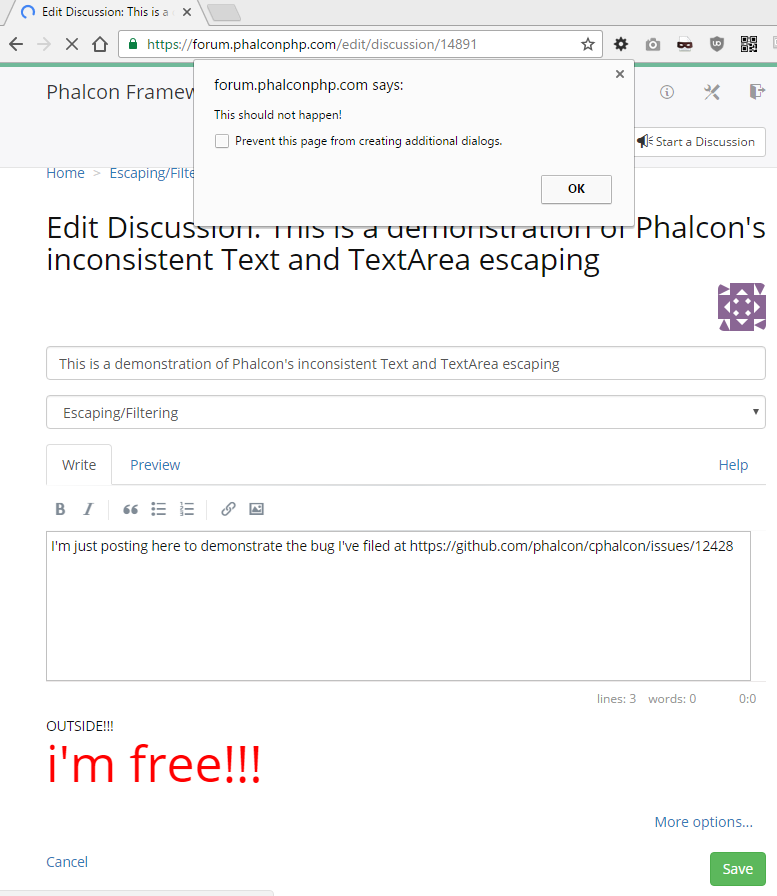 Edit Discussion: This is a
https://forum.phalconphp.com/edit/discussion/14891
forum.phalconphp.com says:
This should not happen!
Prevent this page from creating additional dialogs.
OK
Phalcon Framew
Start a Discussion
Home > Escaping/Filte
Edit Discussion: This is a demonstration of Phalcon's
inconsistent Text and TextArea escaping
This is a demonstration of Phalcon's inconsistent Text and TextArea escaping
Escaping/Filtering
Write Preview Help
B I
I'm just posting here to demonstrate the bug I've filed at https://github.com/phalcon/cphalcon/issues/12428
lines: 3 words: 0 0:0
OUTSIDE!!!
i'm free!!!
More options...
Cancel
Save